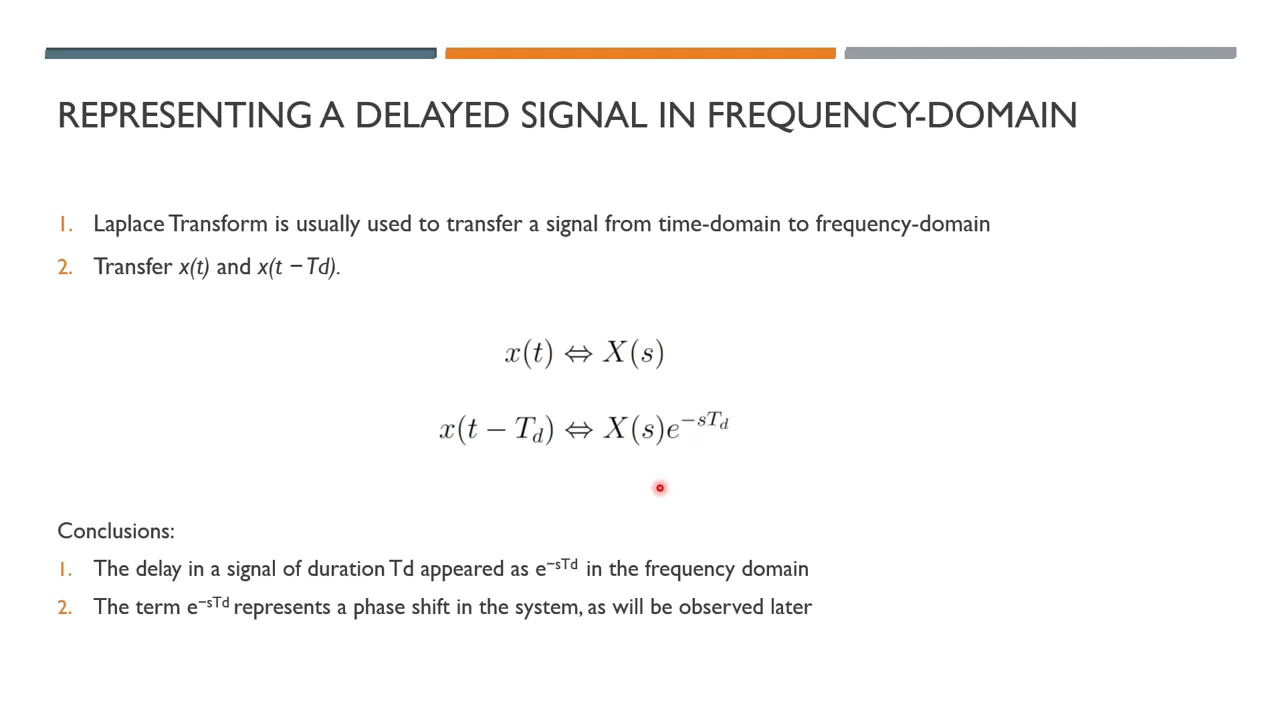 REPRESENTING A DELAYED SIGNAL IN FREQUENCY-DOMAIN
1. Laplace Transform is usually used to transfer a signal from time-domain to frequency-domain
2. Transfer x(t) and x(t − Td).
x(t) ⇔ X(s)
x(t − T_d) ⇔ X(s)e^{−sT_d}
Conclusions:
1. The delay in a signal of duration Td appeared as e^{−sTd} in the frequency domain
2. The term e^{−sTd} represents a phase shift in the system, as will be observed later